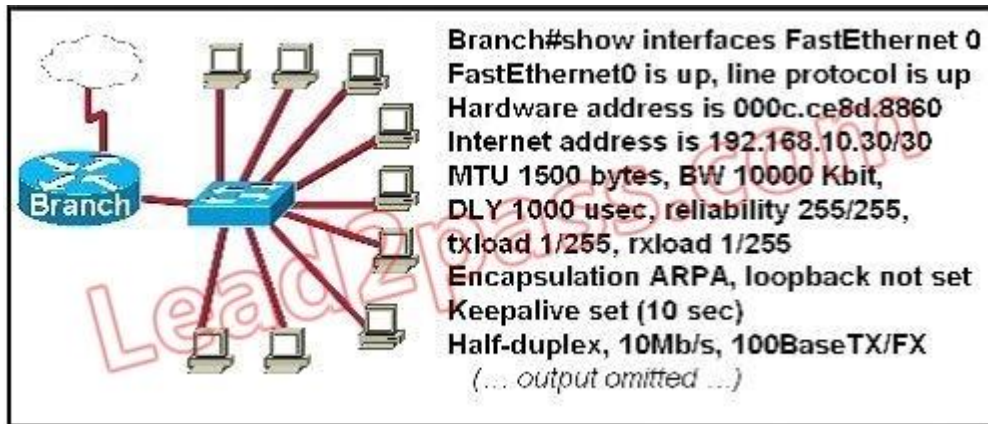 Branch#show interfaces FastEthernet 0
FastEthernet0 is up, line protocol is up
Hardware address is 000c.ce8d.8860
Internet address is 192.168.10.30/30
MTU 1500 bytes, BW 10000 Kbit,
DLY 1000 usec, reliability 255/255,
txload 1/255, rxload 1/255
Encapsulation ARPA, loopback not set
Keepalive set (10 sec)
Half-duplex, 10Mb/s, 100BaseTX/FX
(... output omitted ...)
Branch
Lead2pass.com